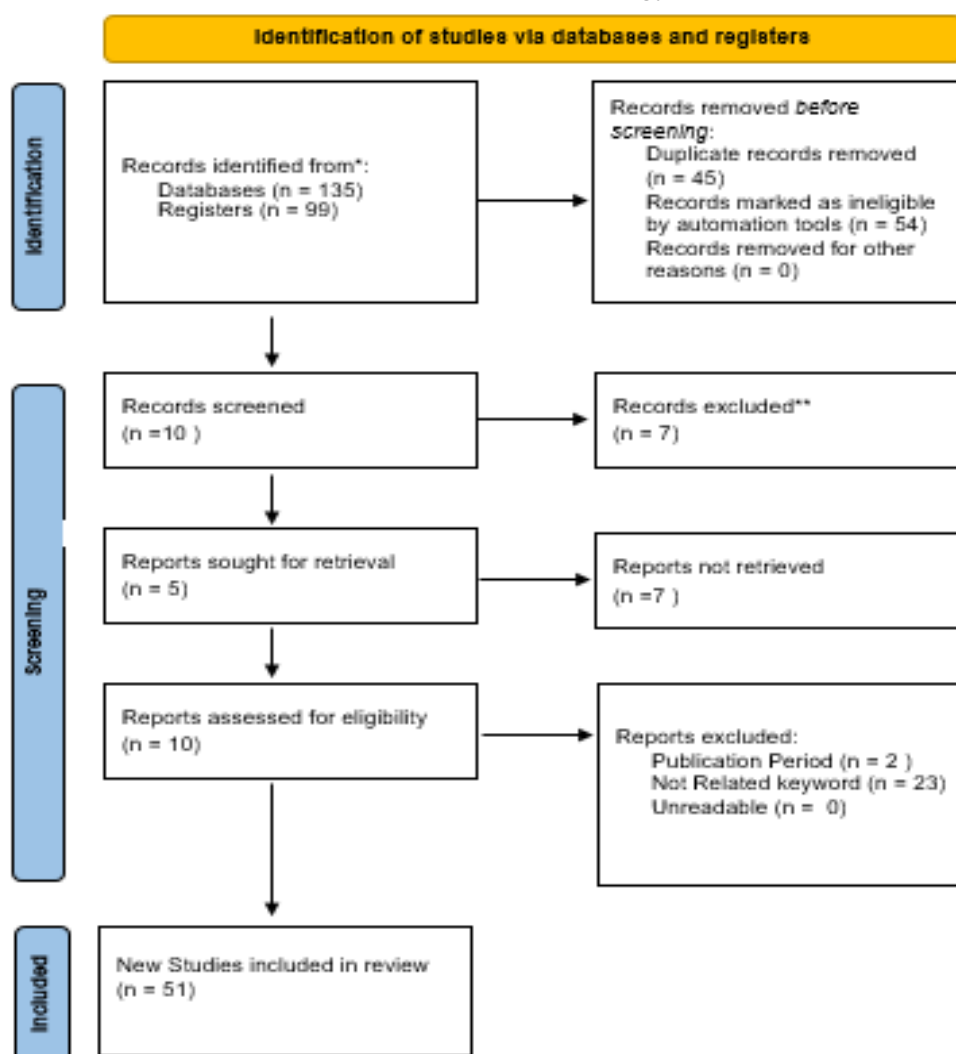 Identification of studies via databases and registers
Identification
Records identified from*:
Databases (n = 135)
Registers (n = 99)
Records removed before
screening:
Duplicate records removed
(n = 45)
Records marked as ineligible
by automation tools (n = 54)
Records removed for other
reasons (n = 0)
Screening
Records screened
(n =10 )
Records excluded**
(n = 7)
Reports sought for retrieval
(n = 5)
Reports not retrieved
(n =7 )
Reports assessed for eligibility
(n = 10)
Reports excluded:
Publication Period (n = 2 )
Not Related keyword (n = 23)
Unreadable (n =  0)
Included
New Studies included in review
(n = 51)